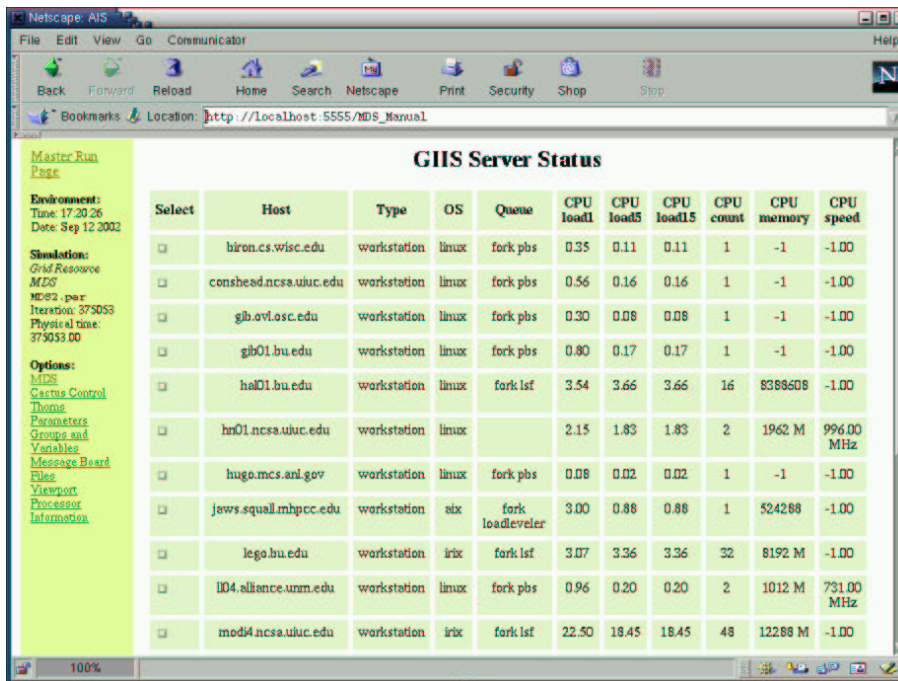 Netscape: AIS
File Edit View Go Communicator Help
Back Forward Reload Home Search Netscape Print Security Shop Stop
Bookmarks Location: http://localhost:5555/MDS_Manual
Master Run
Page
Environment:
Time: 17:20:26
Date: Sep 12 2002
Simulation:
Grid Resource
MDS
MDS2.par
Iteration: 375053
Physical time:
375053.00
Options:
MDS
Cactus Control
Thorns
Parameters
Groups and
Variables
Message Board
Files
Viewport
Processor
Information
GIIS Server Status
Select Host Type OS Queue CPU load1 CPU load5 CPU load15 CPU count CPU memory CPU speed
biron.cs.wisc.edu workstation linux fork pbs 0.35 0.11 0.11 1 -1 -1.00
conshead.ncsa.uiuc.edu workstation linux fork pbs 0.56 0.16 0.16 1 -1 -1.00
gib.ovl.osc.edu workstation linux fork pbs 0.30 0.08 0.08 1 -1 -1.00
gib01.bu.edu workstation linux fork pbs 0.80 0.17 0.17 1 -1 -1.00
hal01.bu.edu workstation linux fork lsf 3.54 3.66 3.66 16 8388608 -1.00
hn01.ncsa.uiuc.edu workstation linux 2.15 1.83 1.83 2 1962 M 996.00 MHz
hugo.mcs.anl.gov workstation linux fork pbs 0.08 0.02 0.02 1 -1 -1.00
jaws.squall.mhpcc.edu workstation aix fork loadleveler 3.00 0.88 0.88 1 524288 -1.00
lego.bu.edu workstation irix fork lsf 3.07 3.36 3.36 32 8192 M -1.00
ll04.alliance.unm.edu workstation linux fork pbs 0.96 0.20 0.20 2 1012 M 731.00 MHz
modi4.ncsa.uiuc.edu workstation irix fork lsf 22.50 18.45 18.45 48 12288 M -1.00
100%